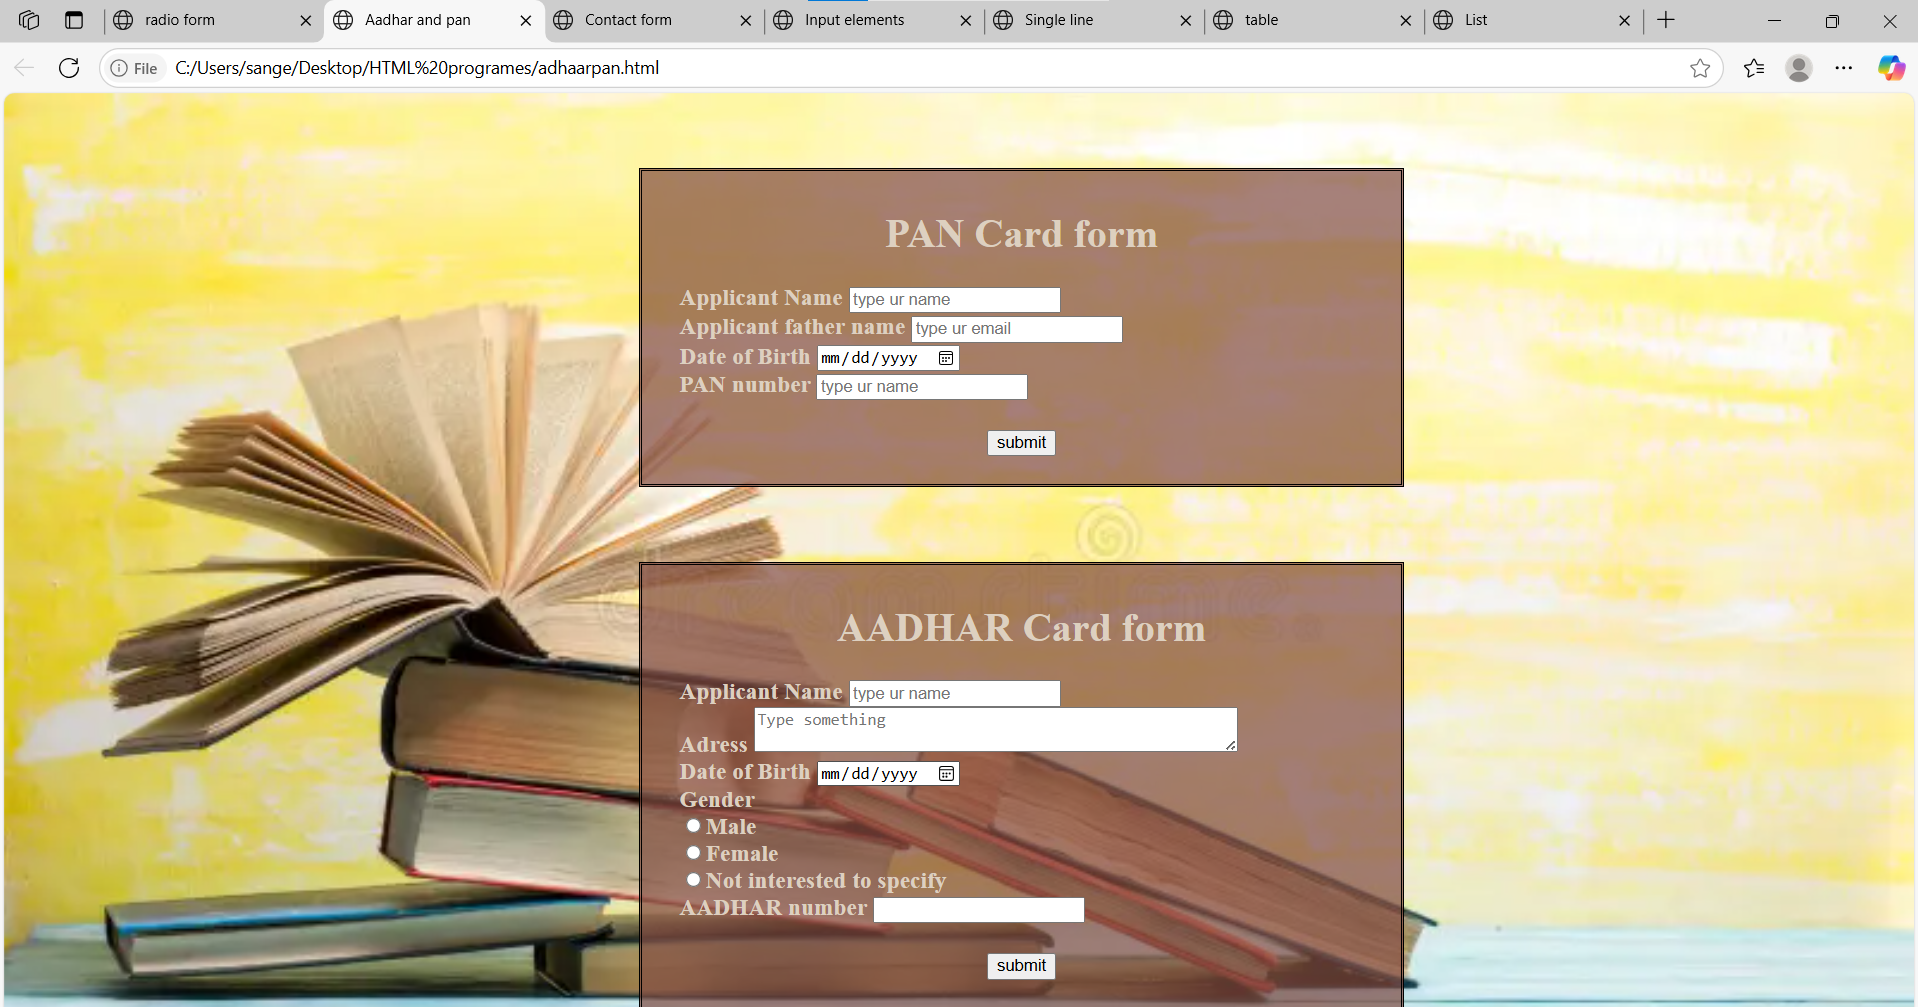 radio form
Aadhar and pan
Contact form
Input elements
Single line
table
List
File
C:/Users/sange/Desktop/HTML%20programes/adhaarpan.html
PAN Card form
Applicant Name type ur name
Applicant father name type ur email
Date of Birth mm/dd/yyyy
PAN number type ur name
submit
AADHAR Card form
Applicant Name type ur name
Type something
Adress
Date of Birth mm/dd/yyyy
Gender
Male
Female
Not interested to specify
AADHAR number
submit